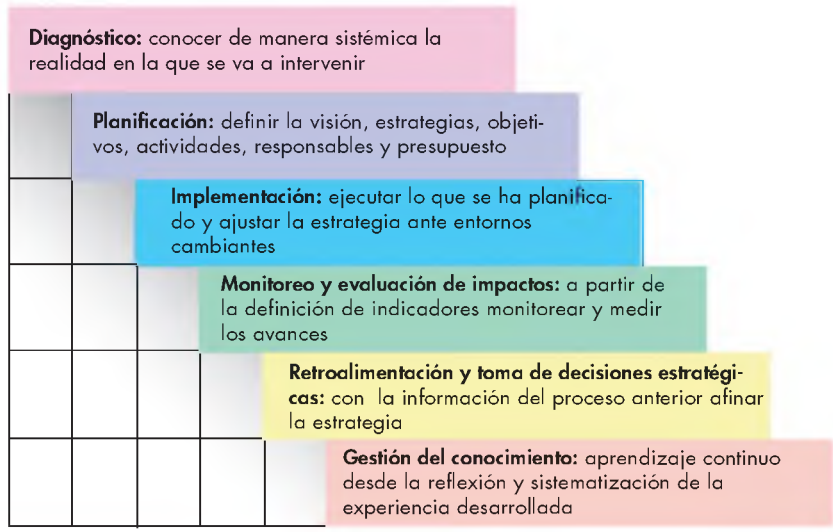 Diagnóstico: conocer de manera sistémica la
realidad en la que se va a intervenir
Planificación: definir la visión, estrategias, objeti-
vos, actividades, responsables y presupuesto
Implementación: ejecutar lo que se ha planifica-
do y ajustar la estrategia ante entornos
cambiantes
Monitoreo y evaluación de impactos: a partir de
la definición de indicadores monitorear y medir
los avances
Retroalimentación y toma de decisiones estratégi-
cas: con la información del proceso anterior afinar
la estrategia
Gestión del conocimiento: aprendizaje continuo
desde la reflexión y sistematización de la
experiencia desarrollada